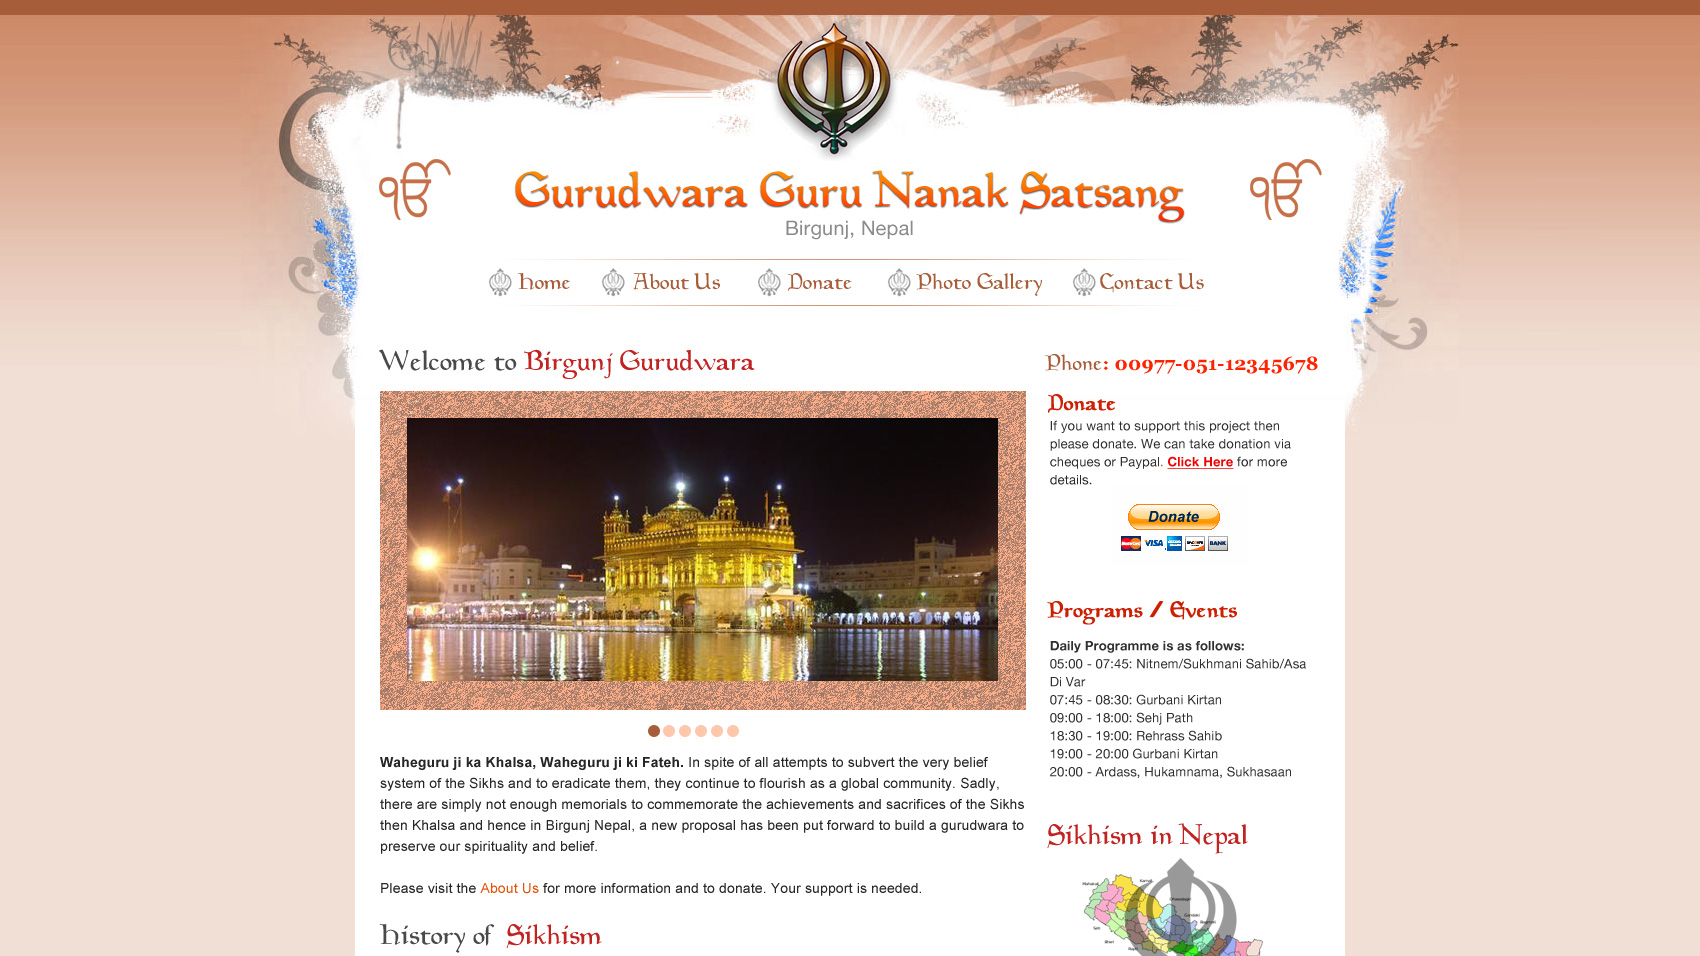 ੴ
ੴ
Gurudwara Guru Nanak Satsang
Birgunj, Nepal
Home
About Us
Donate
Photo Gallery
Contact Us
Welcome to Birgunj Gurudwara
Waheguru ji ka Khalsa, Waheguru ji ki Fateh. In spite of all attempts to subvert the very belief
system of the Sikhs and to eradicate them, they continue to flourish as a global community. Sadly,
there are simply not enough memorials to commemorate the achievements and sacrifices of the Sikhs
then Khalsa and hence in Birgunj Nepal, a new proposal has been put forward to build a gurudwara to
preserve our spirituality and belief.
Please visit the About Us for more information and to donate. Your support is needed.
History of Sikhism
Phone: 00977-051-12345678
Donate
If you want to support this project then
please donate. We can take donation via
cheques or Paypal. Click Here for more
details.
Donate
VISA
BANK
Programs / Events
Daily Programme is as follows:
05:00 - 07:45: Nitnem/Sukhmani Sahib/Asa
Di Var
07:45 - 08:30: Gurbani Kirtan
09:00 - 18:00: Sehj Path
18:30 - 19:00: Rehrass Sahib
19:00 - 20:00 Gurbani Kirtan
20:00 - Ardass, Hukamnama, Sukhasaan
Sikhism in Nepal